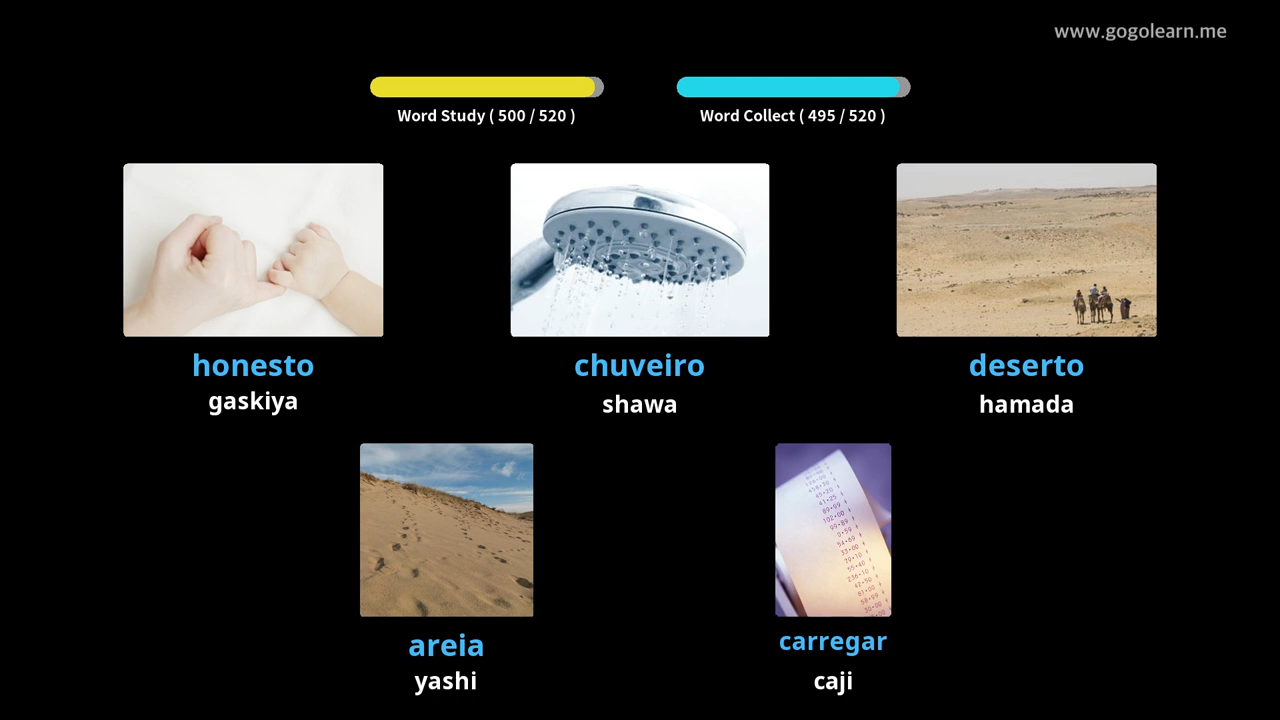 www.gogolearn.me
Word Study ( 500 / 520 )
Word Collect ( 495 / 520 )
honesto
gaskiya
chuveiro
shawa
deserto
hamada
areia
yashi
carregar
caji